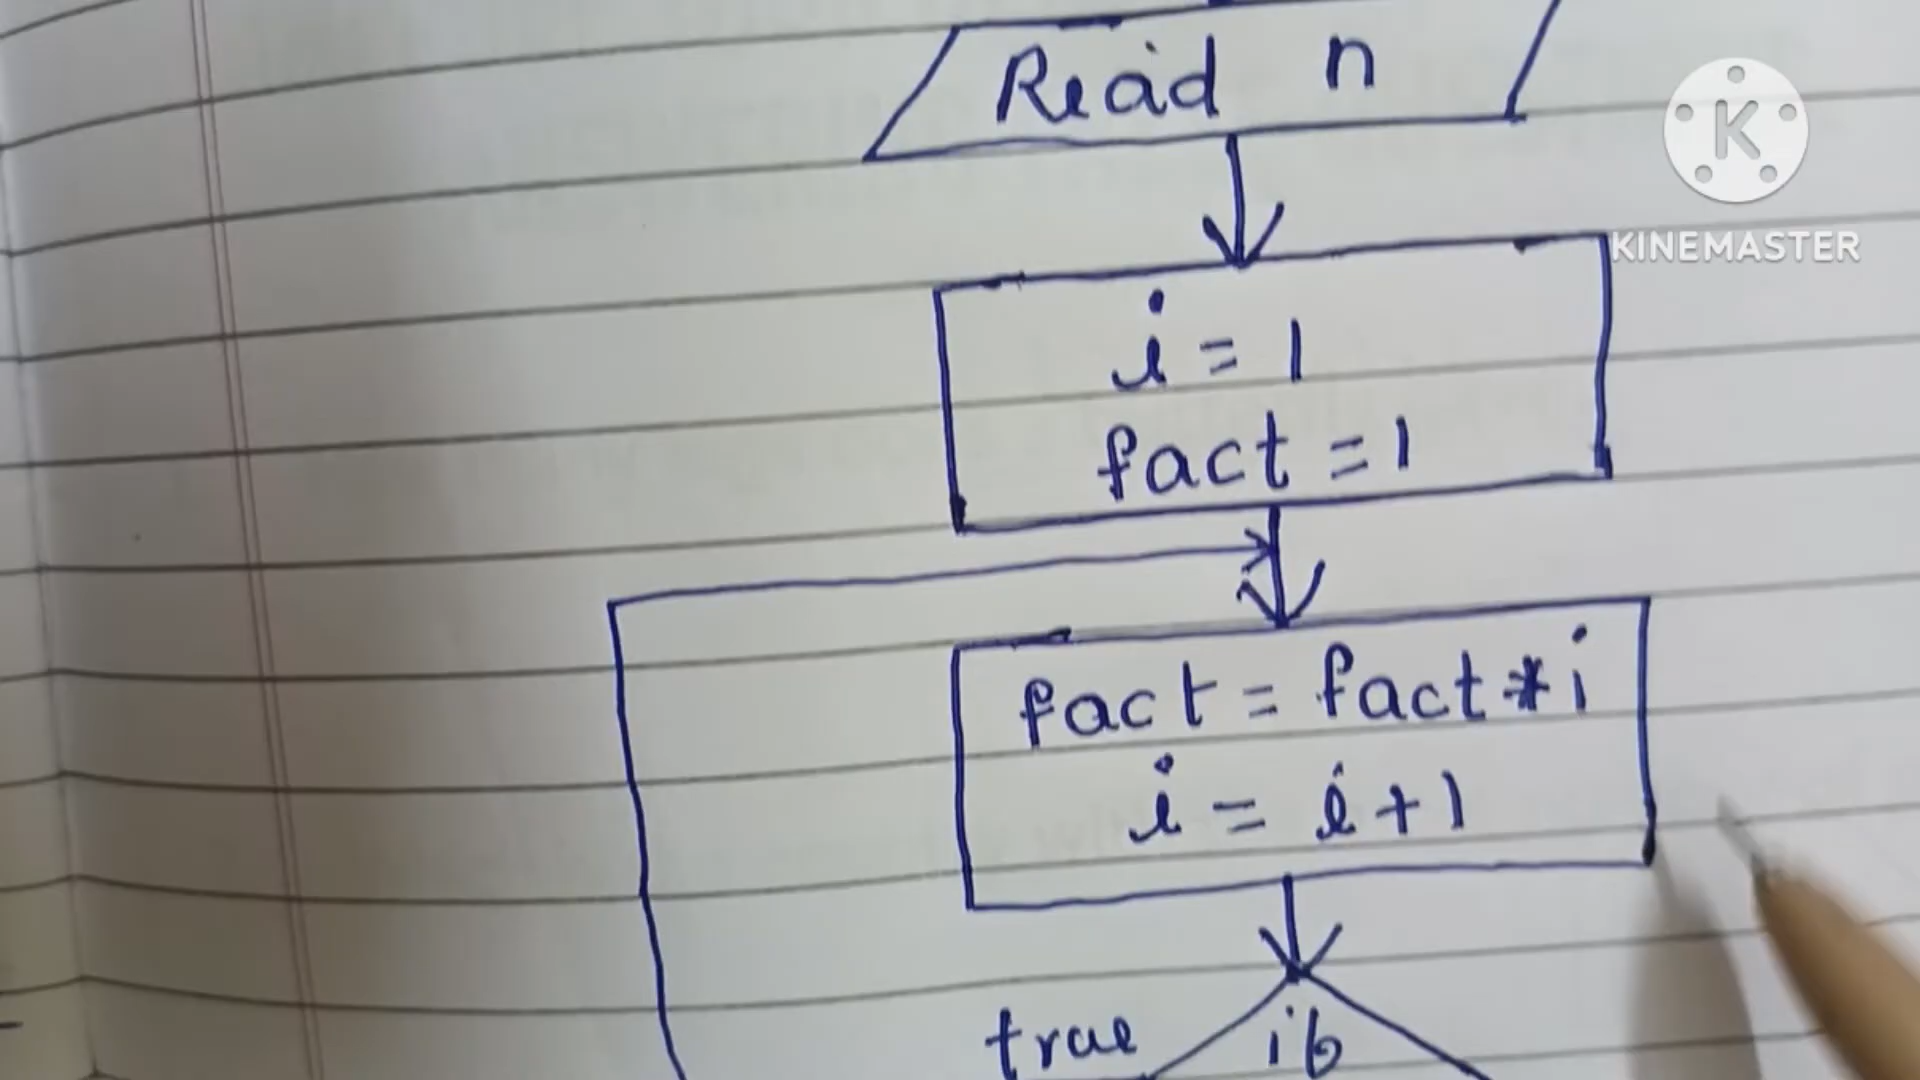 Read n
K
KINEMASTER
i = 1
fact = 1
fact = fact * i
i = i + 1
true
if